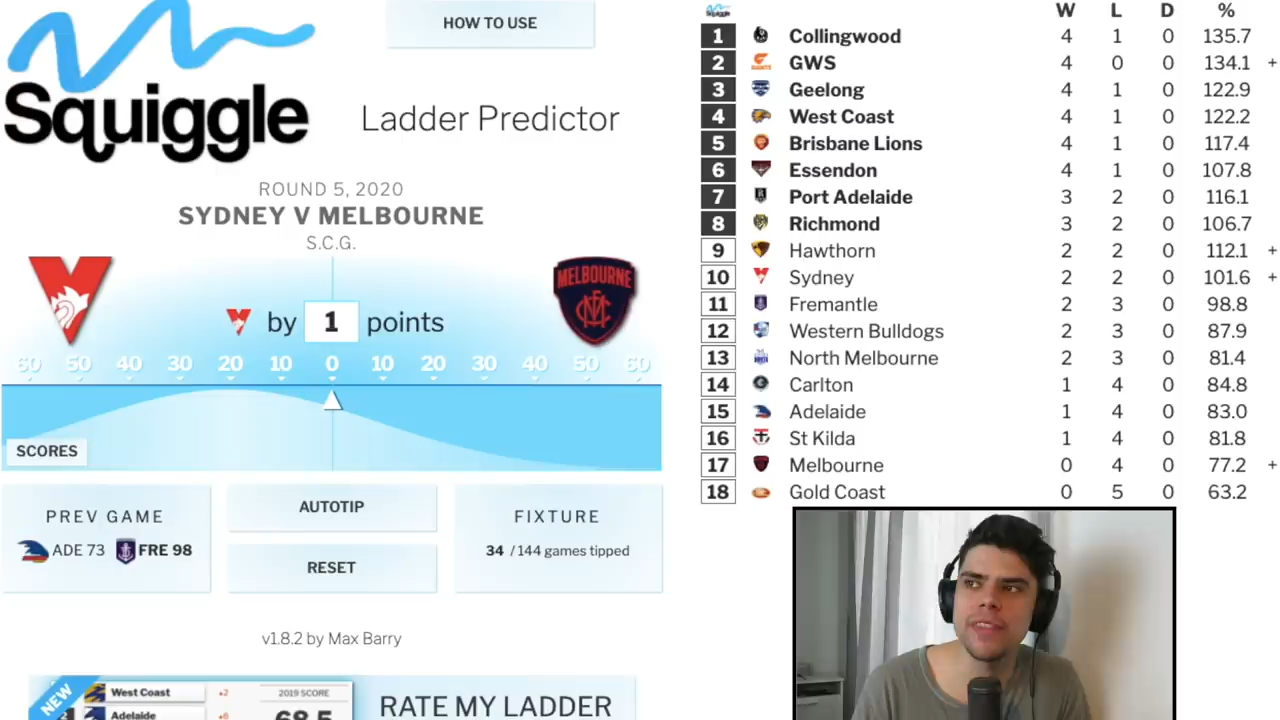 Squiggle
HOW TO USE
Ladder Predictor
ROUND 5, 2020
SYDNEY V MELBOURNE
S.C.G.
MELBOURNE
by 1 points
60 50 40 30 20 10 0 10 20 30 40 50 60
SCORES
PREV GAME
ADE 73 FRE 98
AUTOTIP
RESET
FIXTURE
34 / 144 games tipped
v1.8.2 by Max Barry
NEW
West Coast +2
Adelaide +6
2019 SCORE
68.5
RATE MY LADDER
W L D %
1 Collingwood 4 1 0 135.7
2 GWS 4 0 0 134.1 +
3 Geelong 4 1 0 122.9
4 West Coast 4 1 0 122.2
5 Brisbane Lions 4 1 0 117.4
6 Essendon 4 1 0 107.8
7 Port Adelaide 3 2 0 116.1
8 Richmond 3 2 0 106.7
9 Hawthorn 2 2 0 112.1 +
10 Sydney 2 2 0 101.6 +
11 Fremantle 2 3 0 98.8
12 Western Bulldogs 2 3 0 87.9
13 North Melbourne 2 3 0 81.4
14 Carlton 1 4 0 84.8
15 Adelaide 1 4 0 83.0
16 St Kilda 1 4 0 81.8
17 Melbourne 0 4 0 77.2 +
18 Gold Coast 0 5 0 63.2